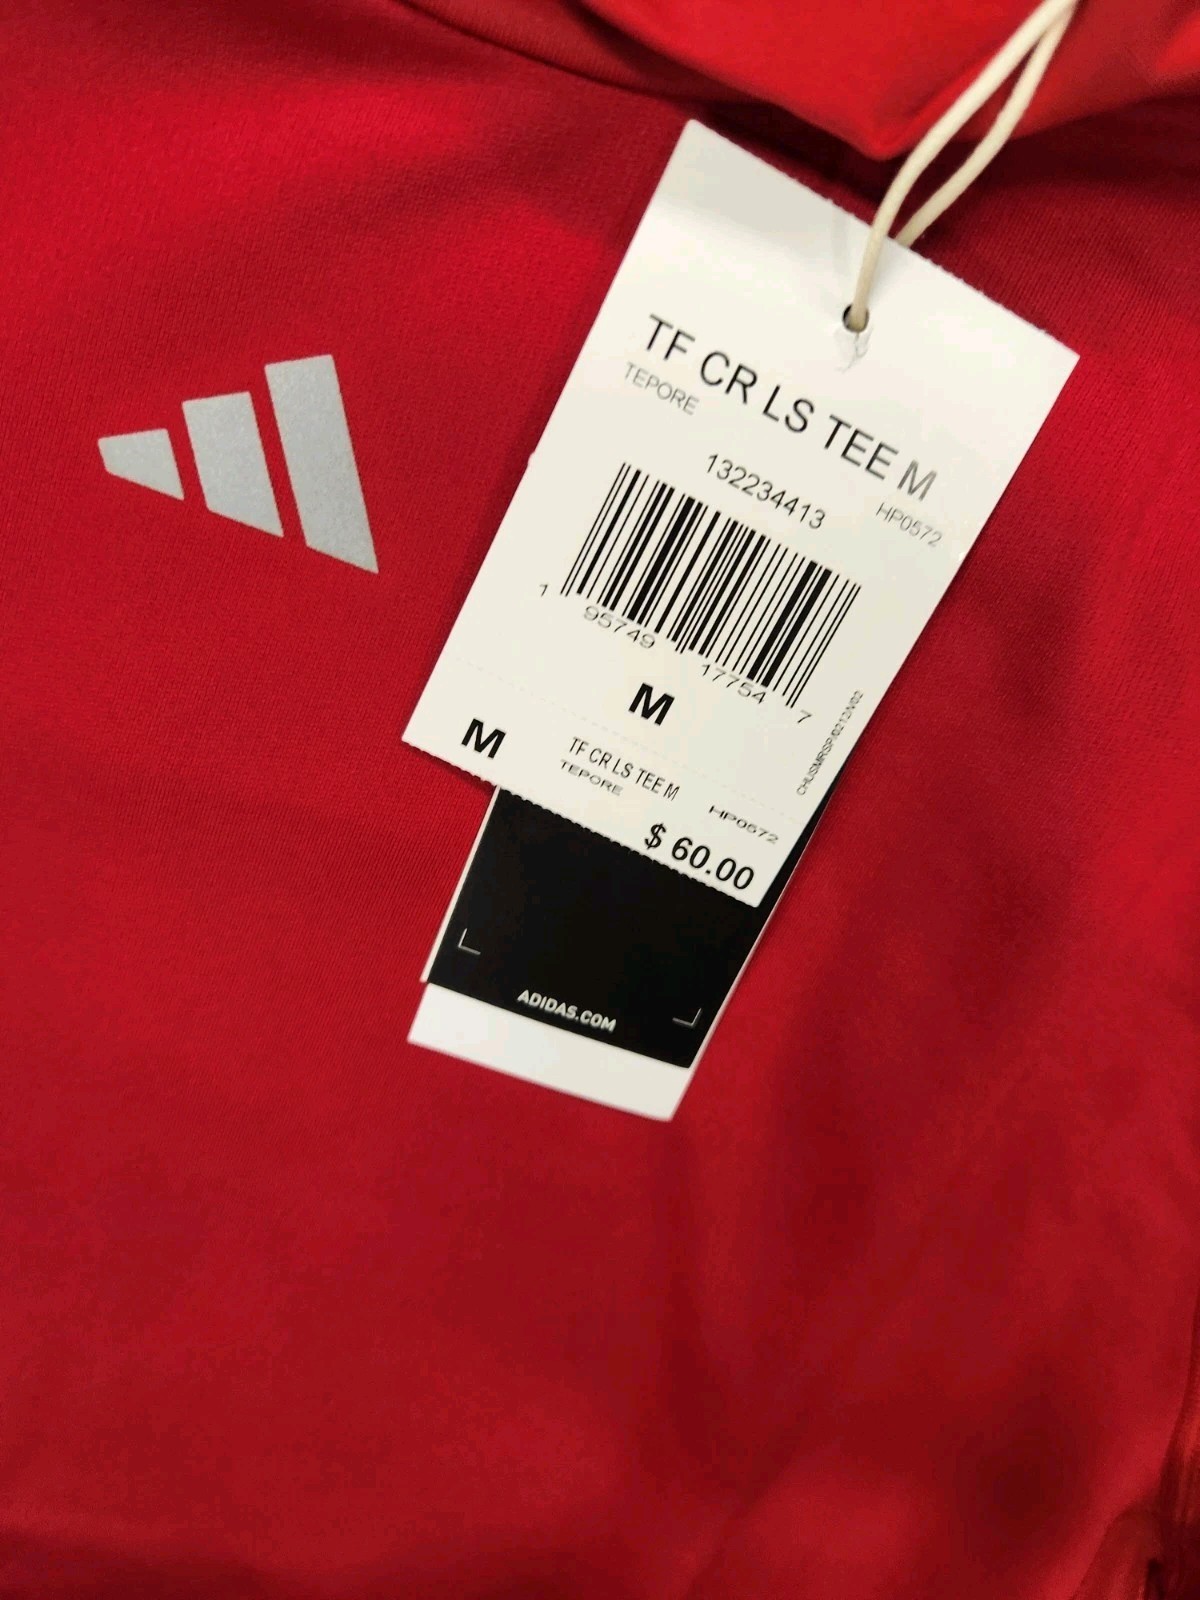 TF CR LS TEE M
TEPORE
HP0572
132234413
1 95749 17754 7
M
M
TF CR LS TEE M
TEPORE
HP0572
$ 60.00
ADIDAS.COM